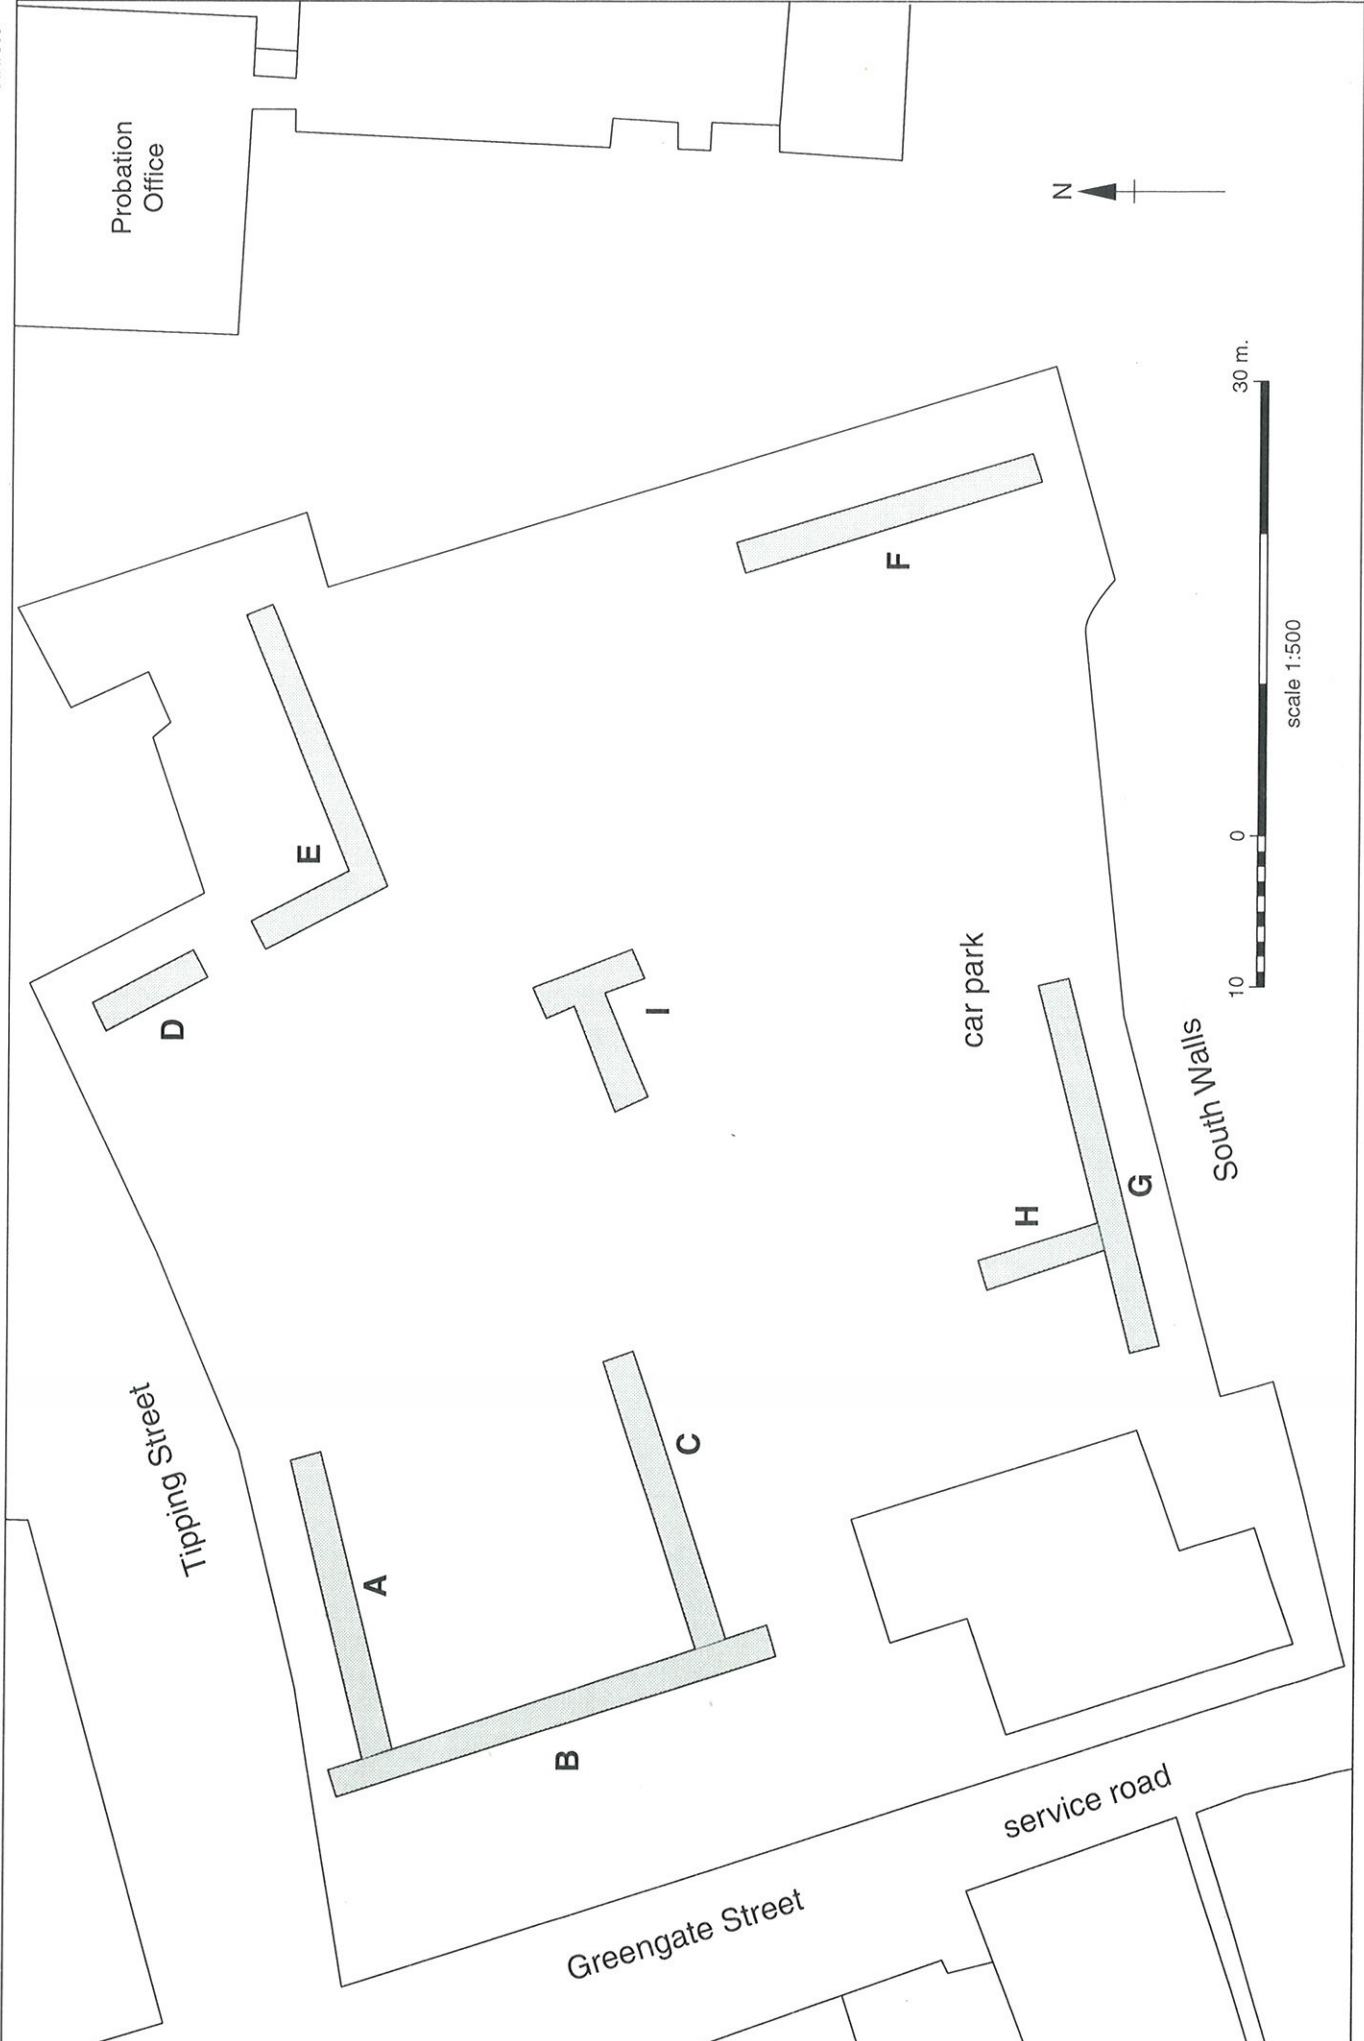 Probation
Office
N
30 m.
0
10
scale 1:500
F
E
D
I
car park
South Walls
H
G
Tipping Street
A
C
B
service road
Greengate Street